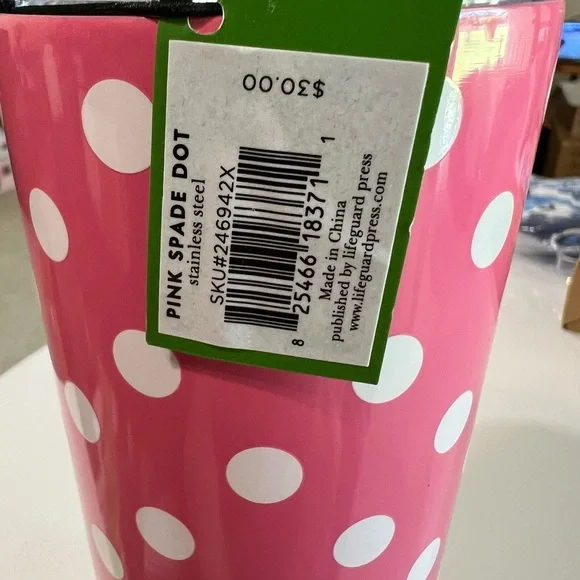 PINK SPADE DOT
stainless steel
SKU#246942X
8 25466 18371 1
Made in China
published by lifeguard press
www.lifeguardpress.com
$30.00